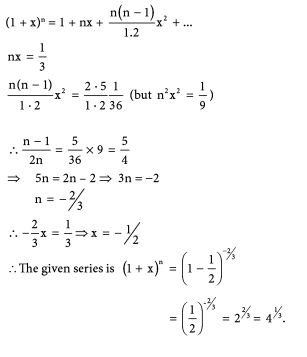 (1 + x)ⁿ = 1 + nx + n(n − 1)/1.2 x² + ...
nx = 1/3
n(n − 1)/1 · 2 x² = 2 · 5/1 · 2 1/36 (but n²x² = 1/9)
∴ n − 1/2n = 5/36 × 9 = 5/4
⇒ 5n = 2n − 2 ⇒ 3n = −2
n = −2/3
∴ −2/3 x = 1/3 ⇒ x = −1/2
∴ The given series is (1 + x)ⁿ = (1 − 1/2)^(−2/3)
= (1/2)^(−2/3) = 2^(2/3) = 4^(1/3).